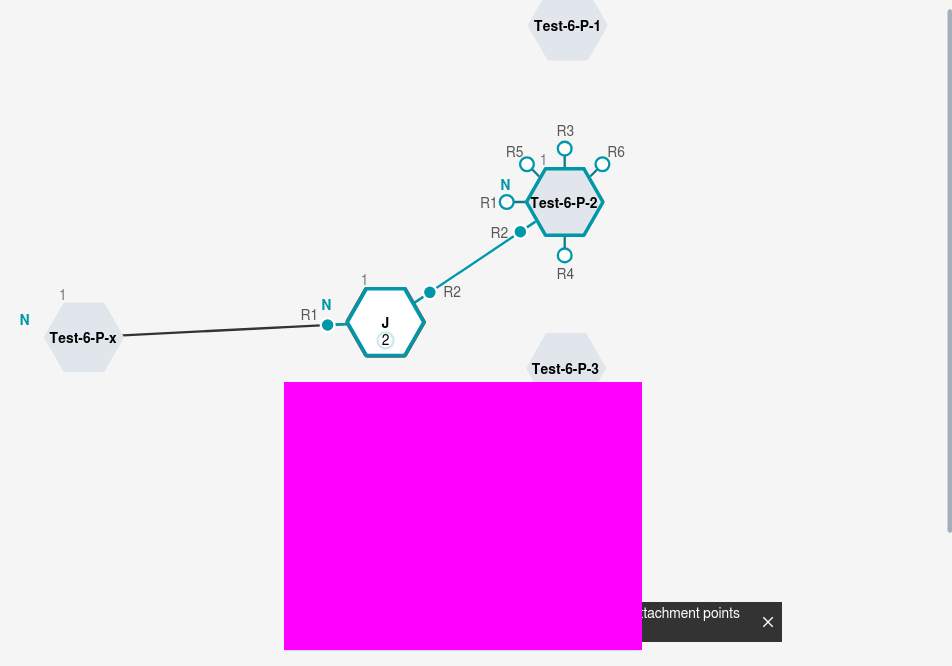 Test-6-P-1
R3
R5
1
R6
N
R1
Test-6-P-2
R2
R4
1
R2
N
R1
1
N
J
2
Test-6-P-x
Test-6-P-3
points